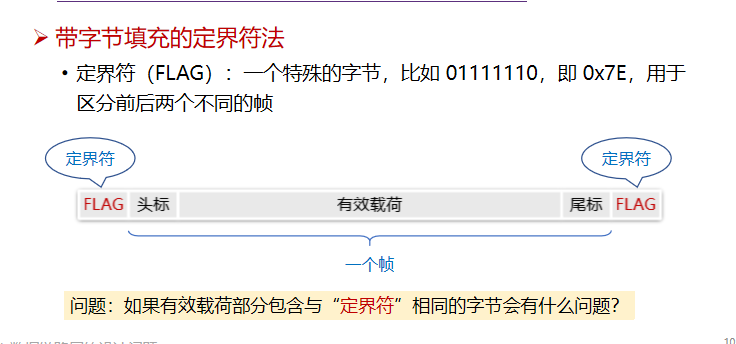 ➢ 带字节填充的定界符法
• 定界符（FLAG）：一个特殊的字节，比如 01111110，即 0x7E，用于
区分前后两个不同的帧
定界符 定界符
FLAG 头标 有效载荷 尾标 FLAG
一个帧
问题：如果有效载荷部分包含与“定界符”相同的字节会有什么问题？
10